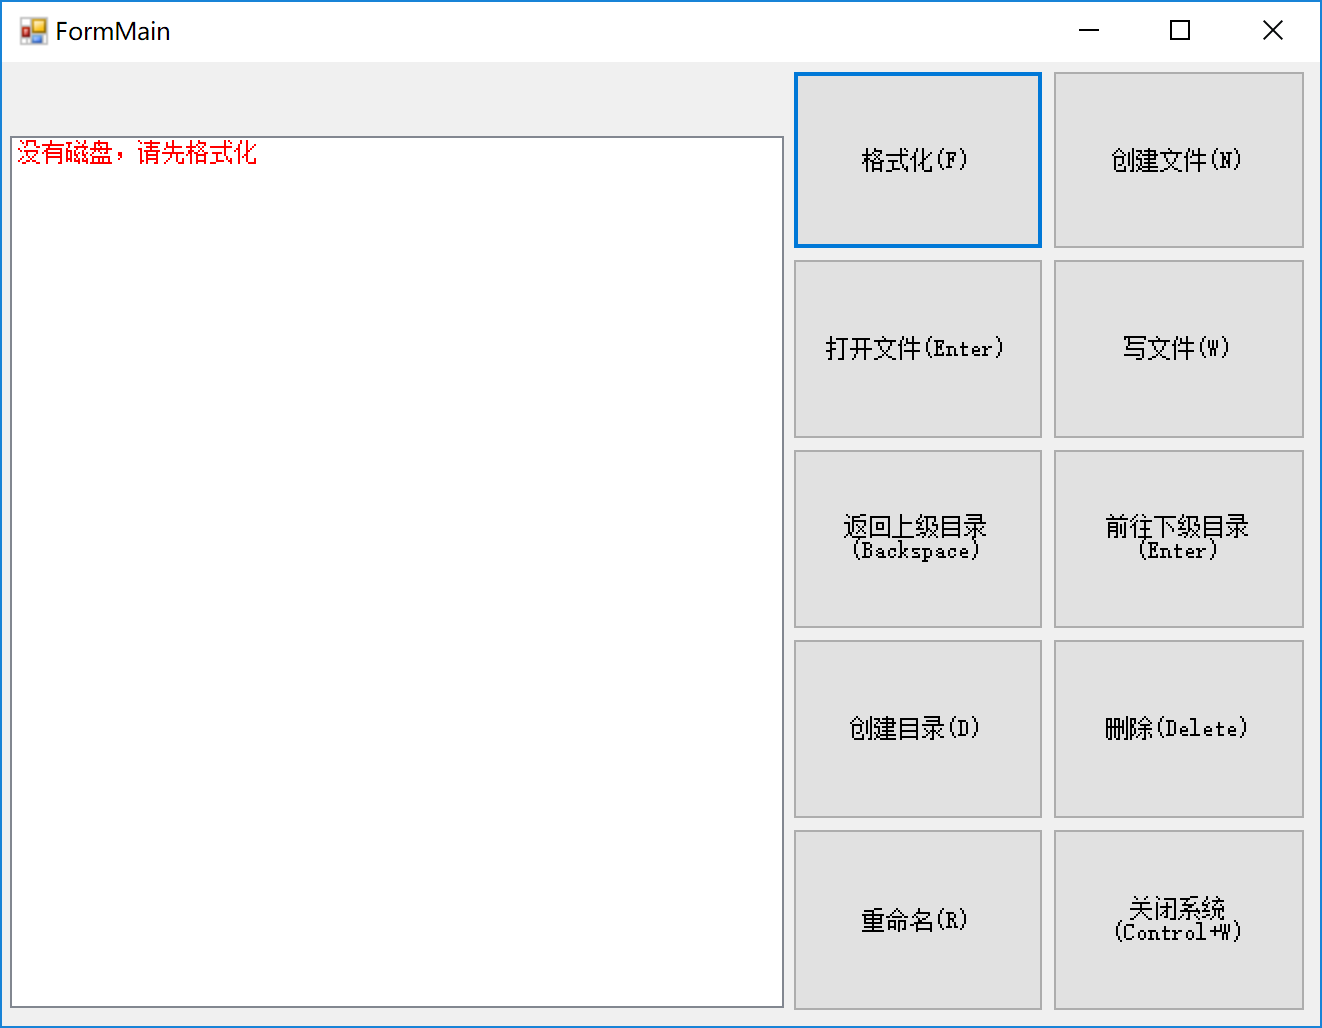 FormMain
没有磁盘，请先格式化
格式化(F)
创建文件(N)
打开文件(Enter)
写文件(W)
返回上级目录
(Backspace)
前往下级目录
(Enter)
创建目录(D)
删除(Delete)
重命名(R)
关闭系统
(Control+W)